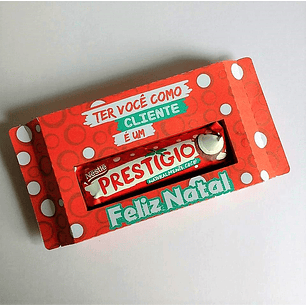 TER VOCÊ COMO
CLIENTE
É UM
Nestlé
PRESTÍGIO
Feliz Natal